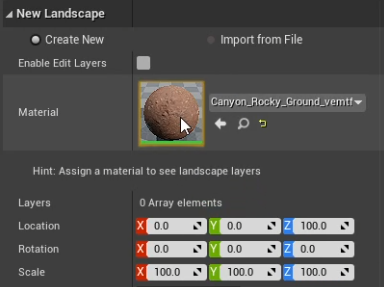 New Landscape
Create New Import from File
Enable Edit Layers
Material Canyon_Rocky_Ground_vemtf
Hint: Assign a material to see landscape layers
Layers 0 Array elements
Location X 0.0 Y 0.0 Z 100.0
Rotation X 0.0 Y 0.0 Z 0.0
Scale X 100.0 Y 100.0 Z 100.0